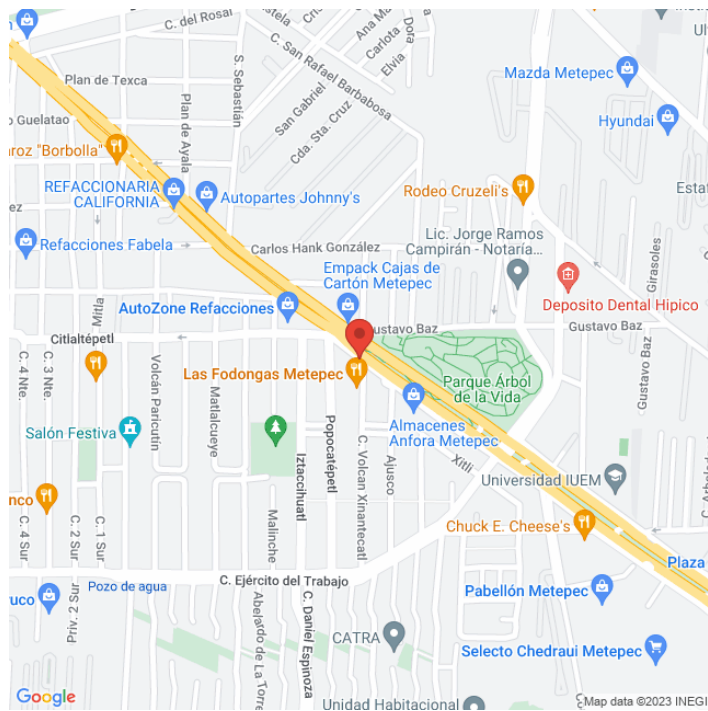 C. del Rosal
Dora
Carlota
Elvia
C. San Rafael Barbabosa
Plan de Texca
S. Sebastián
San Gabriel
Cda. Sta. Cruz
Plan de Ayala
Guelatao
Mazda Metepec
Hyundai
roz "Borbolla"
REFACCIONARIA
CALIFORNIA
Autopartes Johnny's
Rodeo Cruzeli's
Refacciones Fabela
Carlos Hank González
Lic. Jorge Ramos
Campirán - Notaría...
Girasoles
Empack Cajas de
Cartón Metepec
Deposito Dental Hipico
AutoZone Refacciones
Mitla
Citlaltépetl
Gustavo Baz
Gustavo Baz
Gustavo Baz
C. 4 Nte.
C. 3 Nte.
Volcán Paricutín
Matlalcueye
Las Fodongas Metepec
Parque Árbol
de la Vida
Almacenes
Anfora Metepec
Salón Festiva
Popocatépetl
Iztaccihuatl
C. Volcan Xinantecatl
Ajusco
Xitli
Universidad IUEM
Malinche
Chuck E. Cheese's
C. 4 Sur
C. 2 Sur
C. 1 Sur
Plaza
Pozo de agua
C. Ejército del Trabajo
Pabellón Metepec
Priv. 2 Sur
Abelardo de La Torre
C. Daniel Espinoza
CATRA
Selecto Chedraui Metepec
Unidad Habitacional
Google
Map data ©2023 INEGI